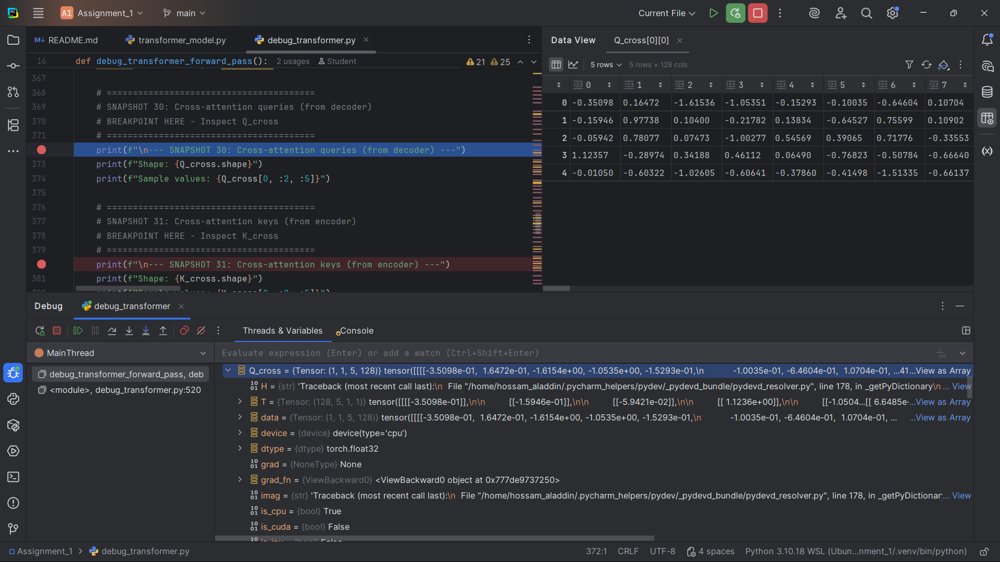 PC A1 Assignment_1 main Current File
M↓ README.md transformer_model.py debug_transformer.py
16 def debug_transformer_forward_pass(): 2 usages Student 21 25
367
368 # ========================================
369 # SNAPSHOT 30: Cross-attention queries (from decoder)
370 # BREAKPOINT HERE - Inspect Q_cross
371 # ========================================
print(f"\n--- SNAPSHOT 30: Cross-attention queries (from decoder) ---")
373 print(f"Shape: {Q_cross.shape}")
374 print(f"Sample values: {Q_cross[0, :2, :5]}")
375
376 # ========================================
377 # SNAPSHOT 31: Cross-attention keys (from encoder)
378 # BREAKPOINT HERE - Inspect K_cross
379 # ========================================
print(f"\n--- SNAPSHOT 31: Cross-attention keys (from encoder) ---")
381 print(f"Shape: {K_cross.shape}")
Data View Q_cross[0][0]
5 rows 5 rows × 128 cols
123 0 123 1 123 2 123 3 123 4 123 5 123 6 123 7
0 -0.35098 0.16472 -1.61536 -1.05351 -0.15293 -0.10035 -0.64604 0.10704
1 -0.15946 0.97738 0.10400 -0.21782 0.13834 -0.64527 0.75599 0.10902
2 -0.05942 0.78077 0.07473 -1.00277 0.54569 0.39065 0.71776 -0.33553
3 1.12357 -0.28974 0.34188 0.46112 0.06490 -0.76823 -0.50784 -0.66640
4 -0.01050 -0.60322 -1.02605 -0.60641 -0.37860 -0.41498 -1.51335 -0.66137
Debug debug_transformer
Threads & Variables Console
MainThread
debug_transformer_forward_pass, deb
<module>, debug_transformer.py:520
Evaluate expression (Enter) or add a watch (Ctrl+Shift+Enter)
Q_cross = {Tensor: (1, 1, 5, 128)} tensor([[[[-3.5098e-01, 1.6472e-01, -1.6154e+00, -1.0535e+00, -1.5293e-01,\n -1.0035e-01, -6.4604e-01, 1.0704e-01, ...41...View as Array
H = {str} 'Traceback (most recent call last):\n File "/home/hossam_aladdin/.pycharm_helpers/pydev/_pydevd_bundle/pydevd_resolver.py", line 178, in _getPyDictionary\n ... View
T = {Tensor: (128, 5, 1, 1)} tensor([[[[-3.5098e-01]],\n\n [[-1.5946e-01]],\n\n [[-5.9421e-02]],\n\n [[ 1.1236e+00]],\n\n [[-1.0504...[[ 6.6485e-...View as Array
data = {Tensor: (1, 1, 5, 128)} tensor([[[[-3.5098e-01, 1.6472e-01, -1.6154e+00, -1.0535e+00, -1.5293e-01,\n -1.0035e-01, -6.4604e-01, 1.0704e-01, ... ...View as Array
device = {device} device(type='cpu')
dtype = {dtype} torch.float32
grad = {NoneType} None
grad_fn = {ViewBackward0} <ViewBackward0 object at 0x777de9737250>
imag = {str} 'Traceback (most recent call last):\n File "/home/hossam_aladdin/.pycharm_helpers/pydev/_pydevd_bundle/pydevd_resolver.py", line 178, in _getPyDictionar... View
is_cpu = {bool} True
is_cuda = {bool} False
Assignment_1 > debug_transformer.py
372:1 CRLF UTF-8 4 spaces Python 3.10.18 WSL (Ubun...nment_1/.venv/bin/python)